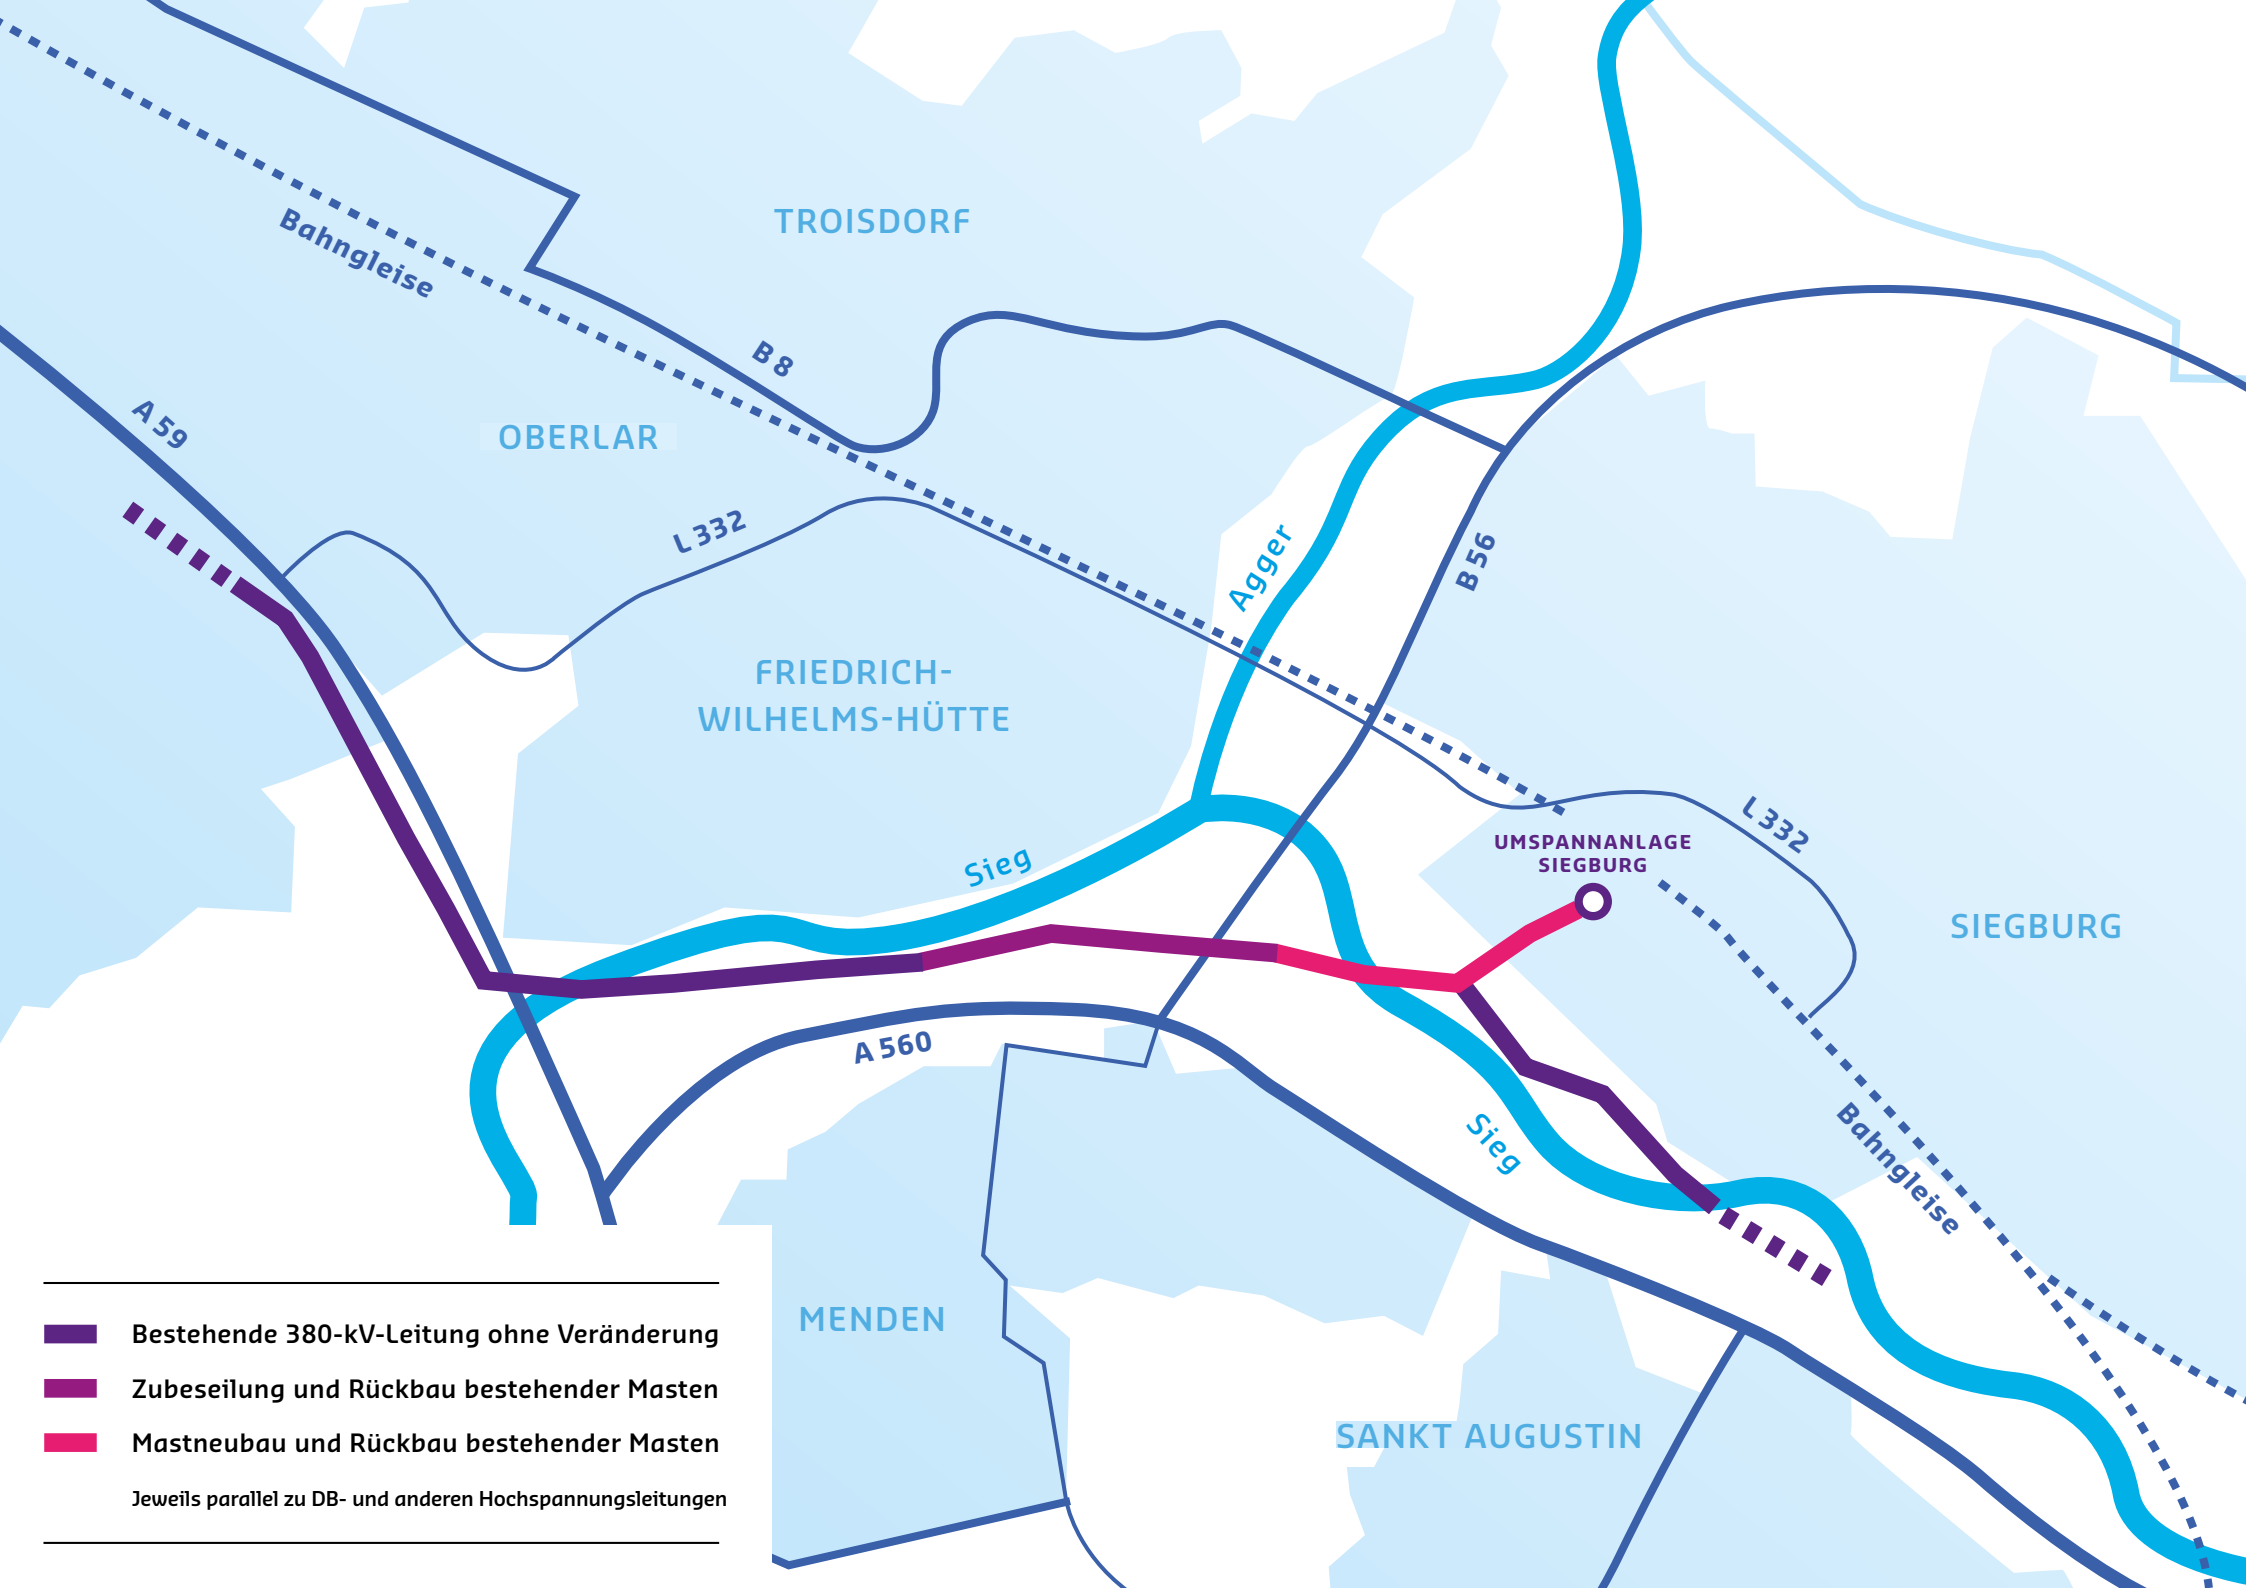 TROISDORF
Bahngleise
B 8
A 59
OBERLAR
L 332
Agger
B 56
FRIEDRICH-
WILHELMS-HÜTTE
L 332
UMSPANNANLAGE
SIEGBURG
Sieg
SIEGBURG
A 560
Sieg
Bahngleise
MENDEN
SANKT AUGUSTIN
Bestehende 380-kV-Leitung ohne Veränderung
Zubeseilung und Rückbau bestehender Masten
Mastneubau und Rückbau bestehender Masten
Jeweils parallel zu DB- und anderen Hochspannungsleitungen